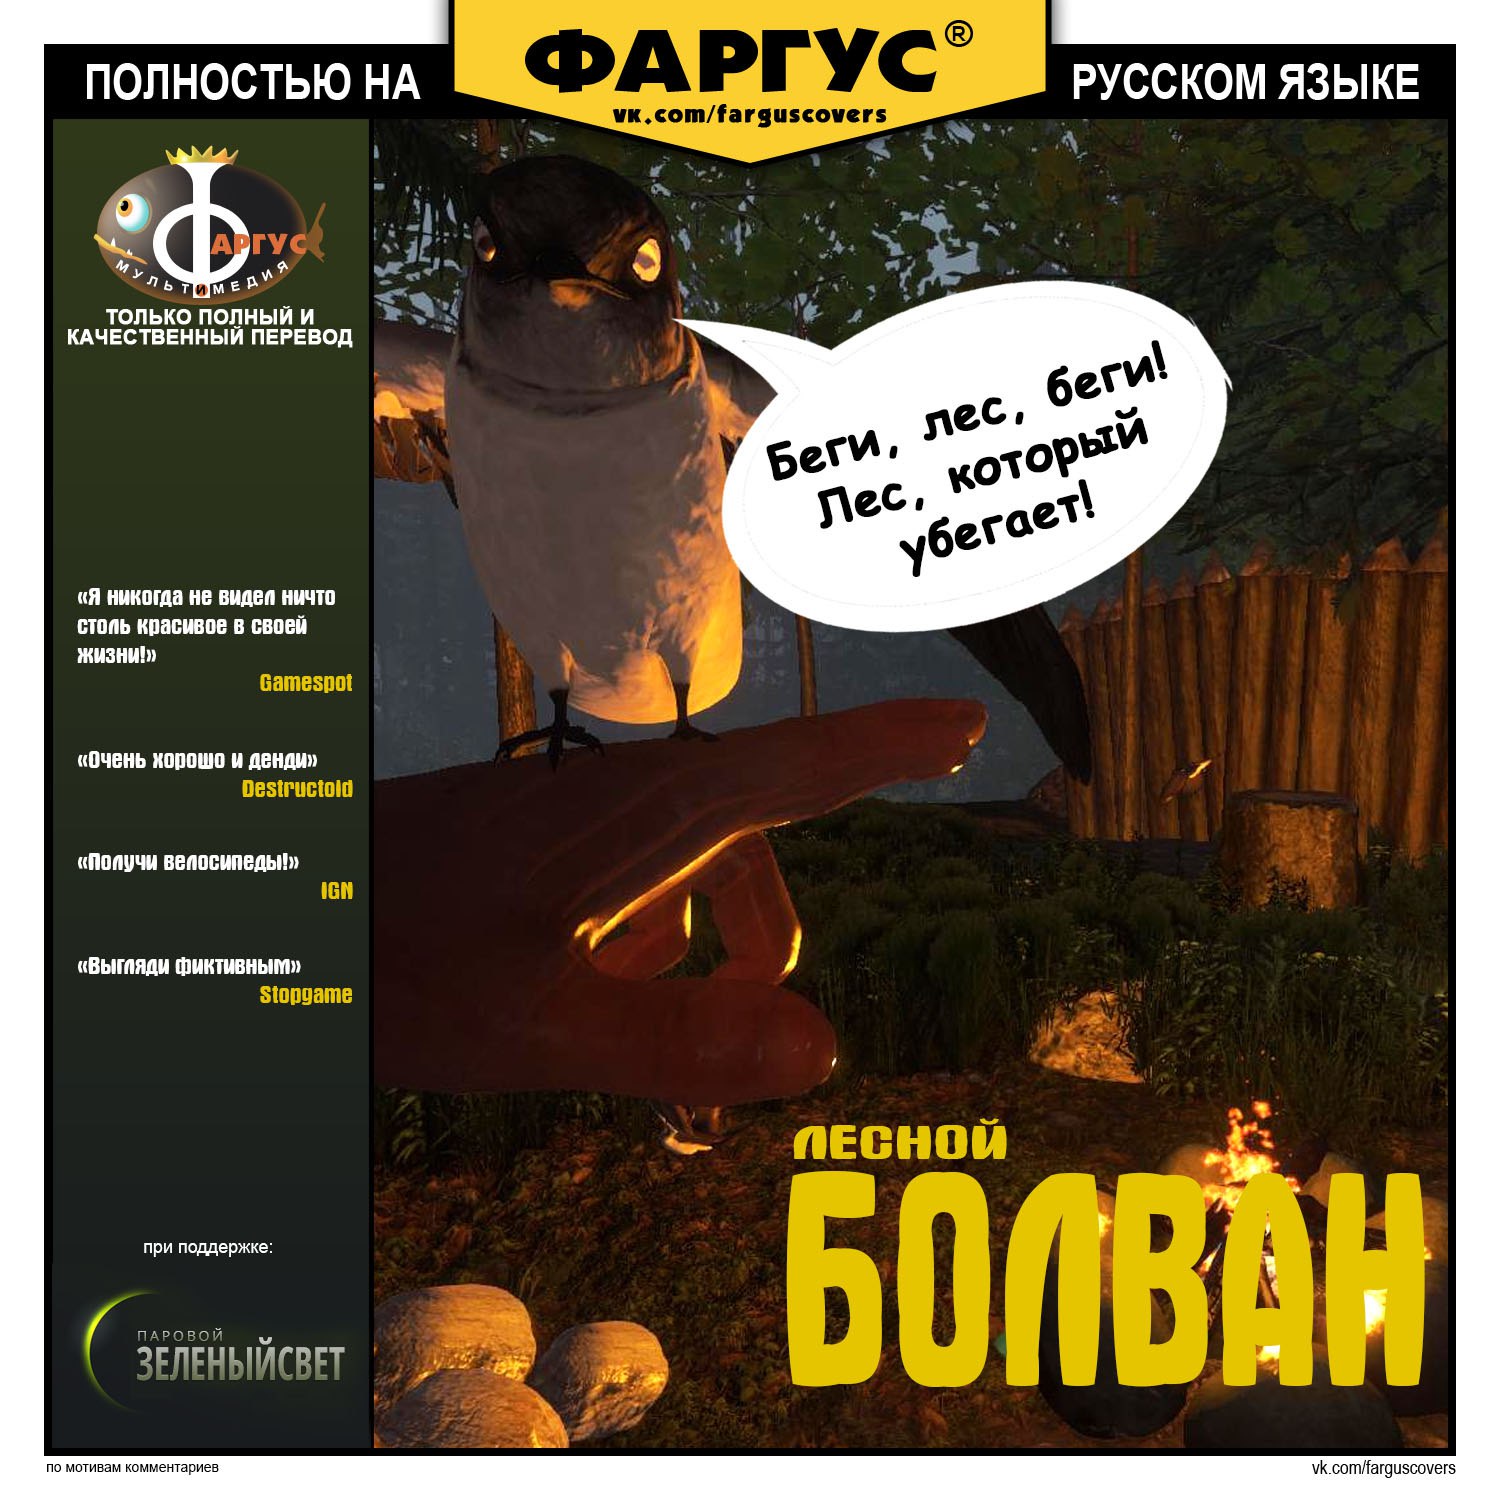 ФАРГУС®
vk.com/farguscovers
ПОЛНОСТЬЮ НА
РУССКОМ ЯЗЫКЕ
ФАРГУС
МУЛЬТИМЕДИЯ
ТОЛЬКО ПОЛНЫЙ И
КАЧЕСТВЕННЫЙ ПЕРЕВОД
Беги, лес, беги!
Лес, который
убегает!
«Я никогда не видел ничто
столь красивое в своей
жизни!»
Gamespot
«Очень хорошо и денди»
Destructoid
«Получи велосипеды!»
IGN
«Выгляди фиктивным»
Stopgame
ЛЕСНОЙ
БОЛВАН
при поддержке:
ПАРОВОЙ
ЗЕЛЕНЫЙСВЕТ
по мотивам комментариев
vk.com/farguscovers